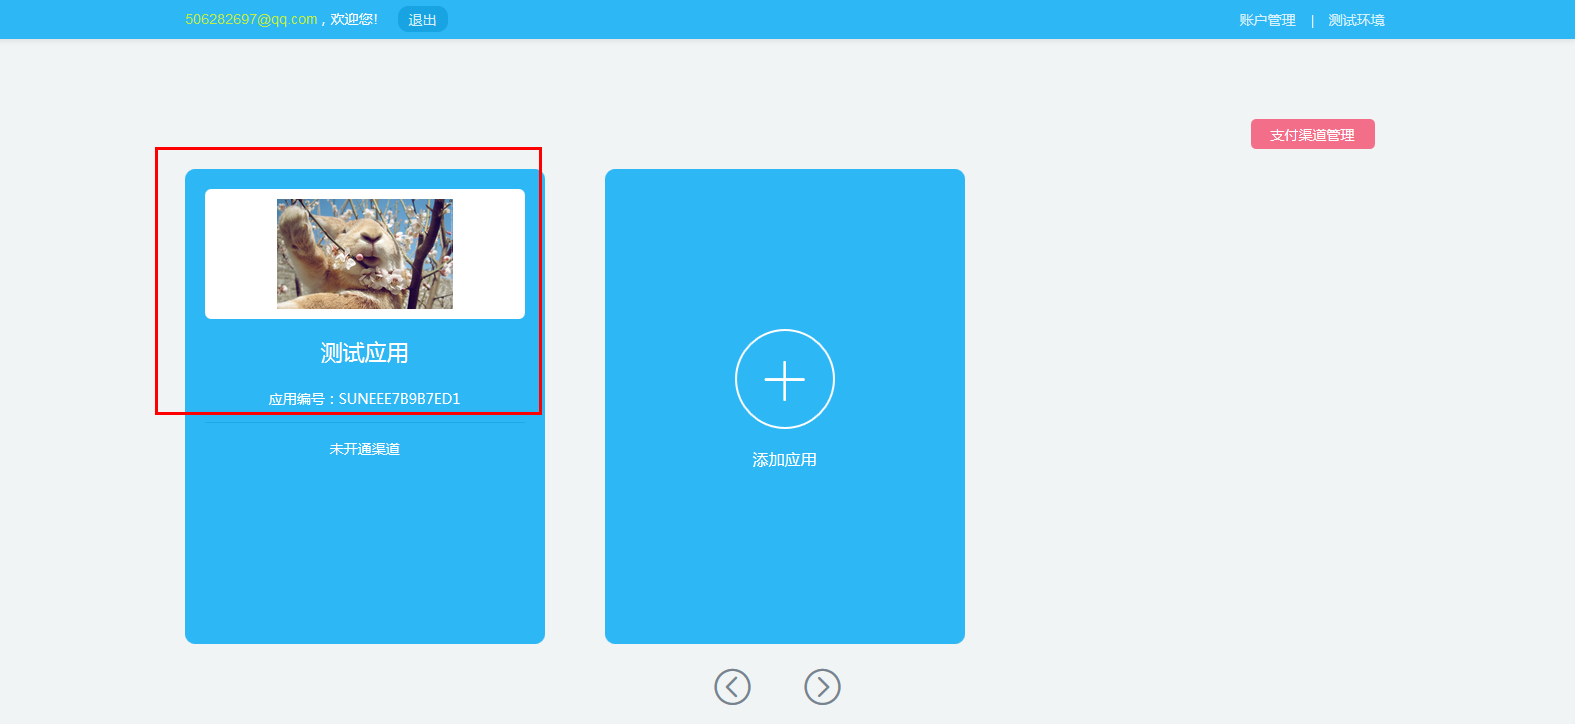 506282697@qq.com，欢迎您！ 退出 账户管理 | 测试环境
支付渠道管理
测试应用
应用编号：SUNEEE7B9B7ED1
未开通渠道
添加应用